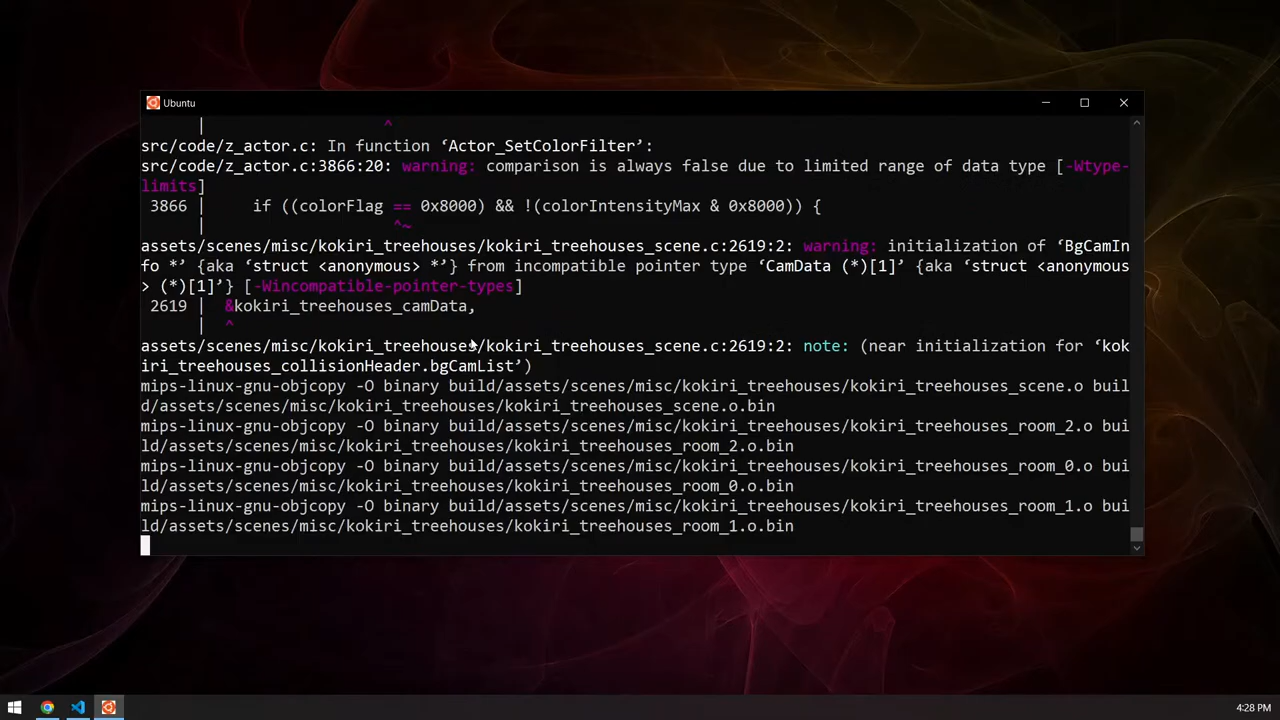 Ubuntu
|                   ^
src/code/z_actor.c: In function ‘Actor_SetColorFilter’:
src/code/z_actor.c:3866:20: warning: comparison is always false due to limited range of data type [-Wtype-
limits]
3866 |     if ((colorFlag == 0x8000) && !(colorIntensityMax & 0x8000)) {
|                    ^~
assets/scenes/misc/kokiri_treehouses/kokiri_treehouses_scene.c:2619:2: warning: initialization of ‘BgCamIn
fo *’ {aka ‘struct <anonymous> *’} from incompatible pointer type ‘CamData (*)[1]’ {aka ‘struct <anonymous
> (*)[1]’} [-Wincompatible-pointer-types]
2619 |  &kokiri_treehouses_camData,
|  ^
assets/scenes/misc/kokiri_treehouses/kokiri_treehouses_scene.c:2619:2: note: (near initialization for ‘kok
iri_treehouses_collisionHeader.bgCamList’)
mips-linux-gnu-objcopy -O binary build/assets/scenes/misc/kokiri_treehouses/kokiri_treehouses_scene.o buil
d/assets/scenes/misc/kokiri_treehouses/kokiri_treehouses_scene.o.bin
mips-linux-gnu-objcopy -O binary build/assets/scenes/misc/kokiri_treehouses/kokiri_treehouses_room_2.o bui
ld/assets/scenes/misc/kokiri_treehouses/kokiri_treehouses_room_2.o.bin
mips-linux-gnu-objcopy -O binary build/assets/scenes/misc/kokiri_treehouses/kokiri_treehouses_room_0.o bui
ld/assets/scenes/misc/kokiri_treehouses/kokiri_treehouses_room_0.o.bin
mips-linux-gnu-objcopy -O binary build/assets/scenes/misc/kokiri_treehouses/kokiri_treehouses_room_1.o bui
ld/assets/scenes/misc/kokiri_treehouses/kokiri_treehouses_room_1.o.bin
4:28 PM